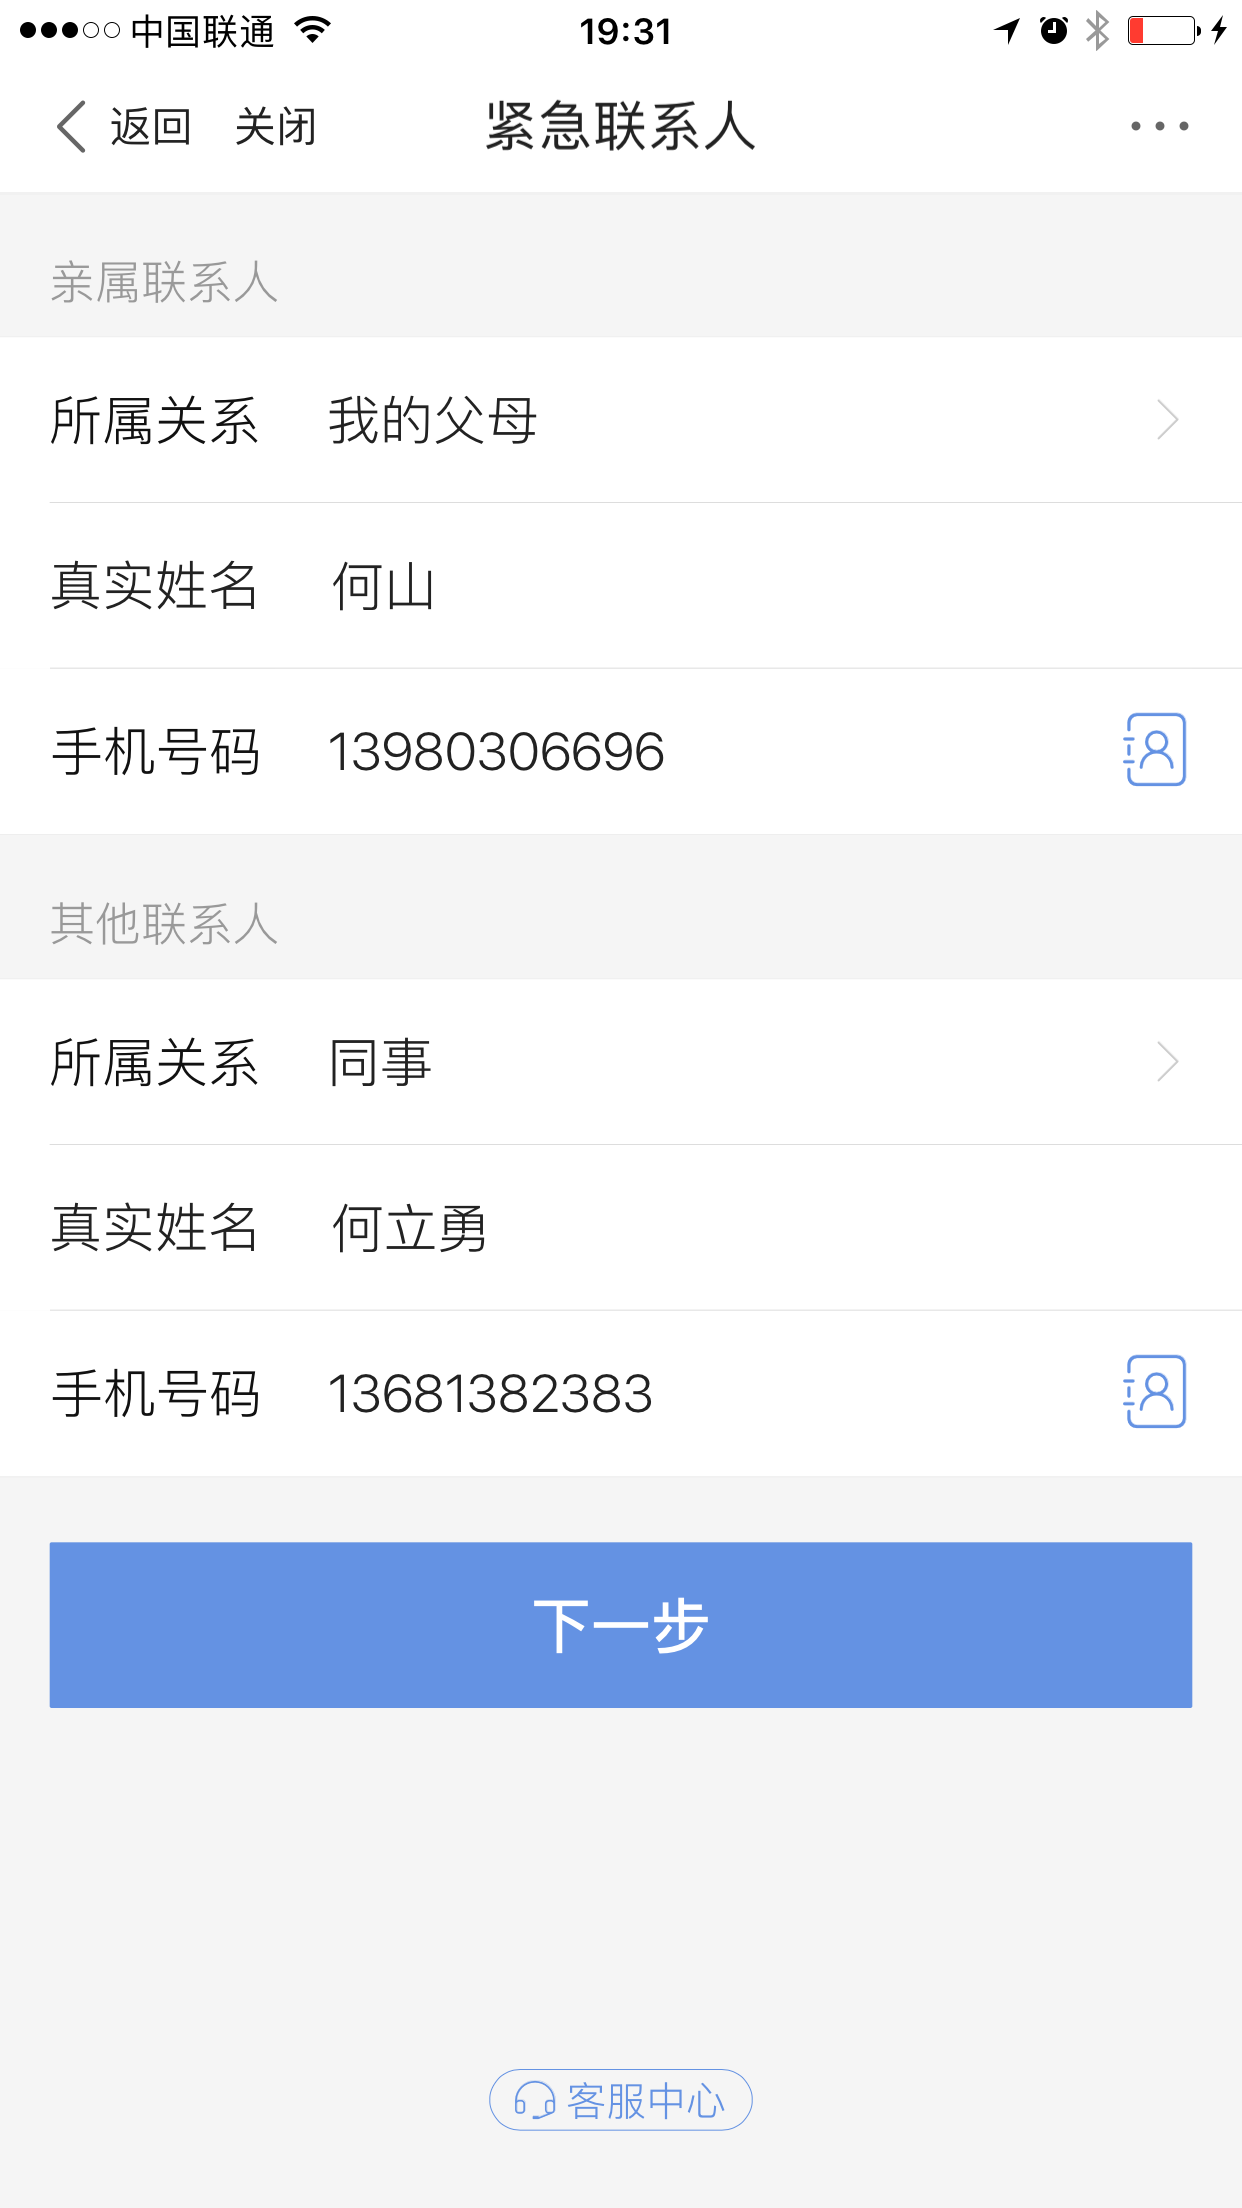 中国联通 19:31
返回 关闭 紧急联系人
亲属联系人
所属关系 我的父母
真实姓名 何山
手机号码 13980306696
其他联系人
所属关系 同事
真实姓名 何立勇
手机号码 13681382383
下一步
客服中心